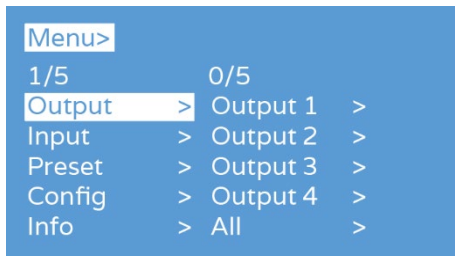 Menu>
1/5 0/5
Output > Output 1 >
Input > Output 2 >
Preset > Output 3 >
Config > Output 4 >
Info > All >